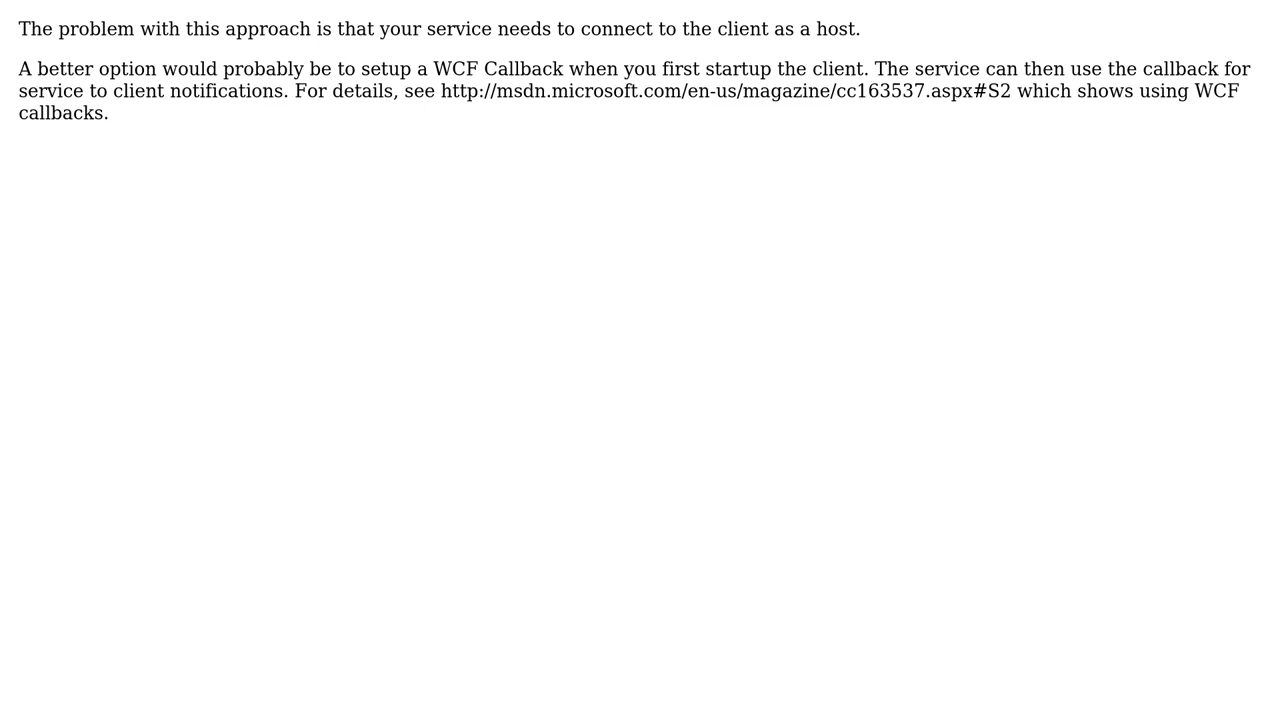 The problem with this approach is that your service needs to connect to the client as a host.
A better option would probably be to setup a WCF Callback when you first startup the client. The service can then use the callback for
service to client notifications. For details, see http://msdn.microsoft.com/en-us/magazine/cc163537.aspx#S2 which shows using WCF
callbacks.